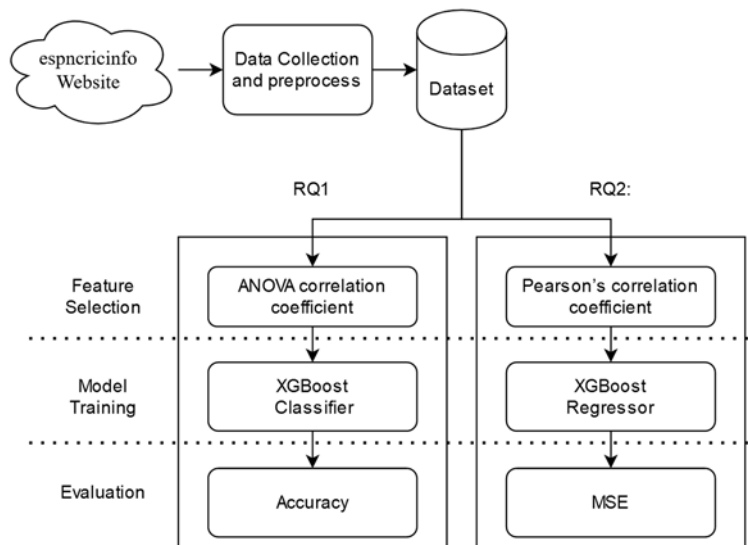 espncricinfo
Website
Data Collection
and preprocess
Dataset
RQ1
RQ2:
Feature
Selection
ANOVA correlation
coefficient
Pearson's correlation
coefficient
Model
Training
XGBoost
Classifier
XGBoost
Regressor
Evaluation
Accuracy
MSE